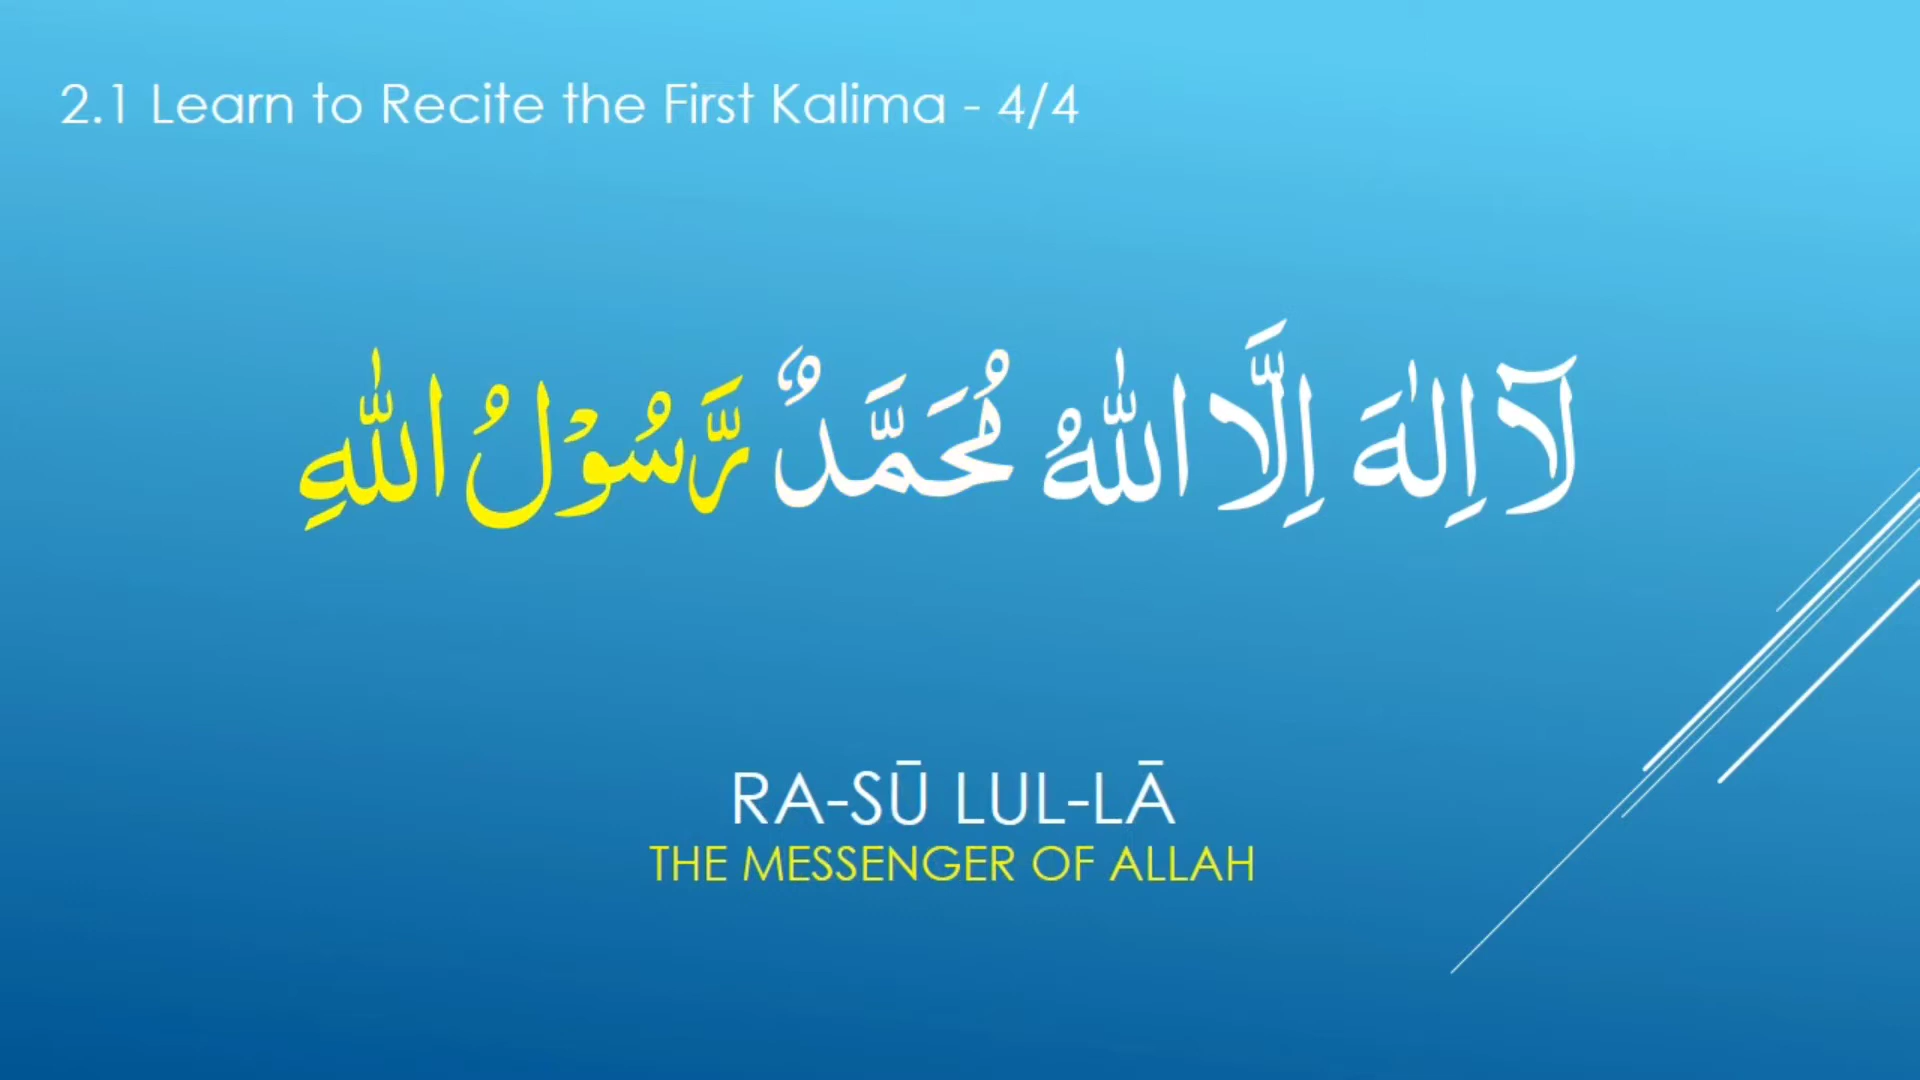 2.1 Learn to Recite the First Kalima - 4/4
لَآ اِلٰهَ اِلَّا اللّٰهُ مُحَمَّدٌ رَّسُوْلُ اللّٰهِ
RA-SŪ LUL-LĀ
THE MESSENGER OF ALLAH